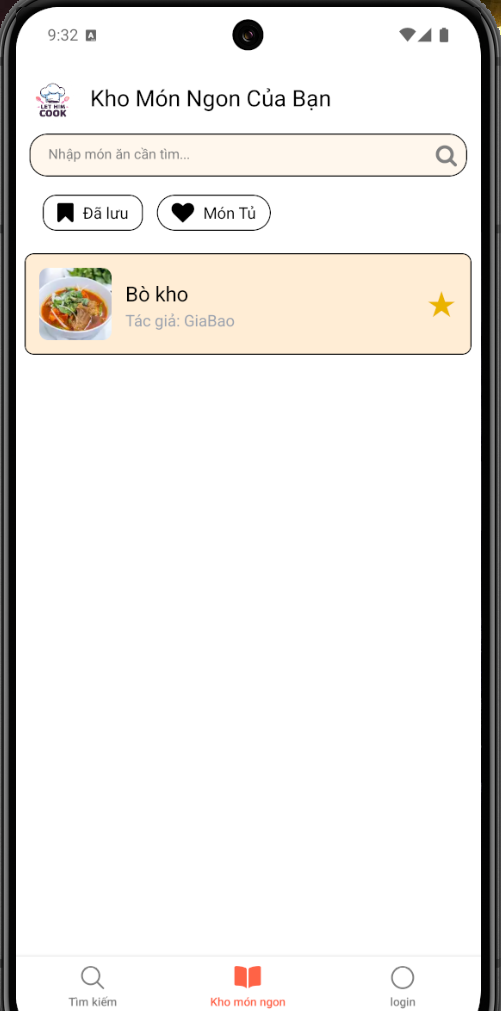 9:32
LET HIM
COOK
Kho Món Ngon Của Bạn
Nhập món ăn cần tìm...
Đã lưu
Món Tủ
Bò kho
Tác giả: GiaBao
Tìm kiếm
Kho món ngon
login